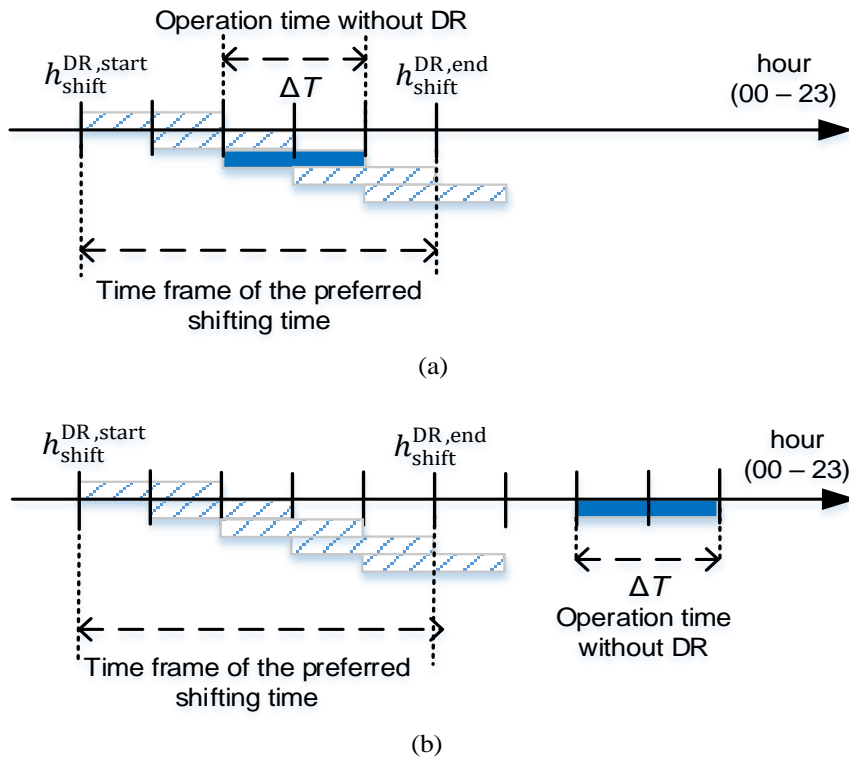 Operation time without DR
h_shift^DR,start
ΔT
h_shift^DR,end
hour
(00 – 23)
Time frame of the preferred
shifting time
(a)
h_shift^DR,start
h_shift^DR,end
hour
(00 – 23)
ΔT
Operation time
without DR
Time frame of the preferred
shifting time
(b)